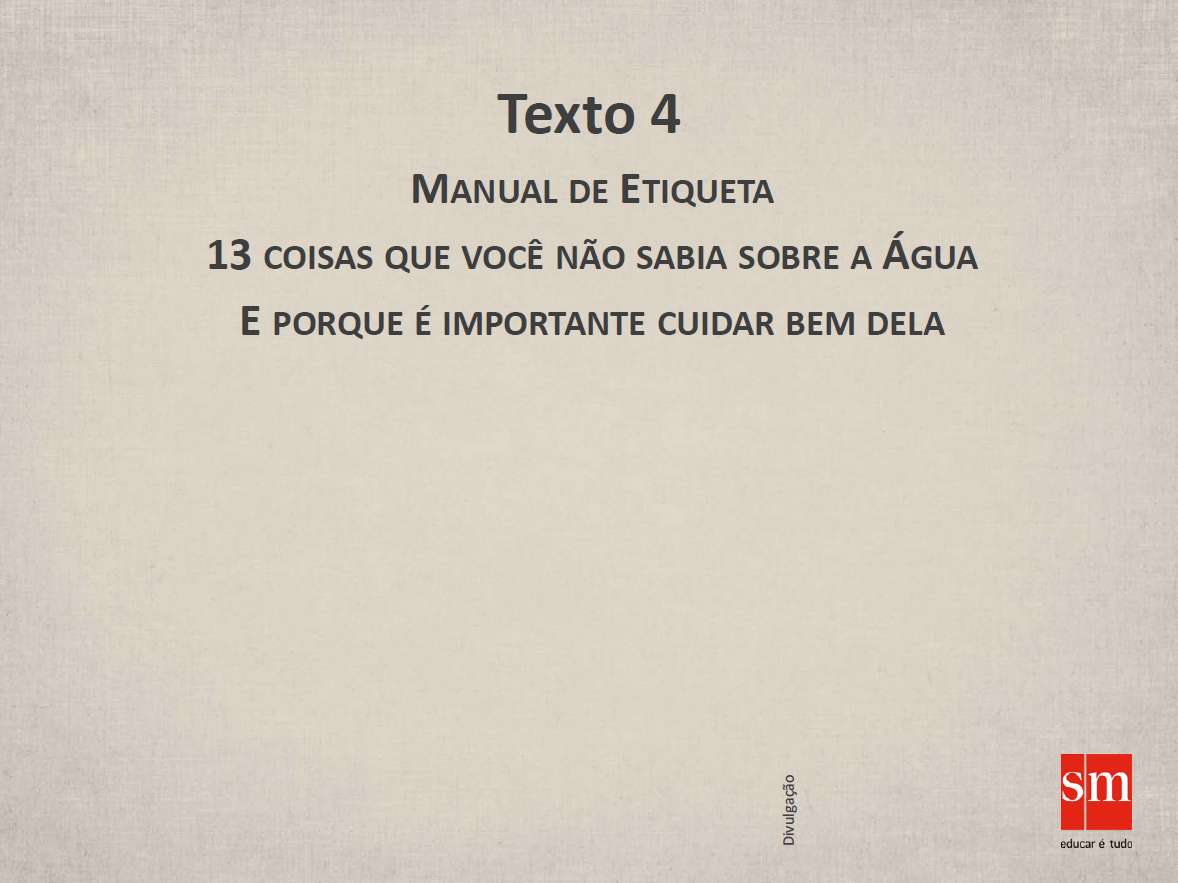 Texto 4
Manual de Etiqueta
13 coisas que você não sabia sobre a Água
E porque é importante cuidar bem dela
Divulgação
sm
educar é tudo